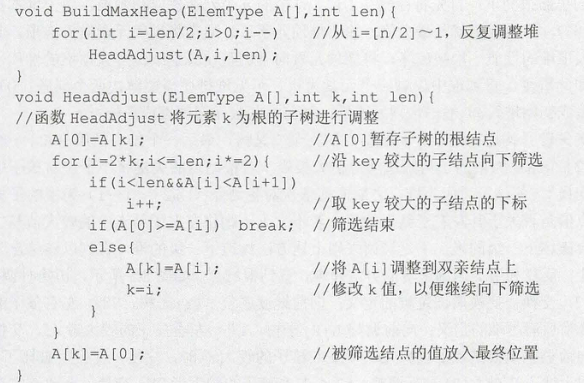 void BuildMaxHeap(ElemType A[],int len){
for(int i=len/2;i>0;i--) //从 i=[n/2]~1，反复调整堆
HeadAdjust(A,i,len);
}
void HeadAdjust(ElemType A[],int k,int len){
//函数 HeadAdjust 将元素 k 为根的子树进行调整
A[0]=A[k]; //A[0]暂存子树的根结点
for(i=2*k;i<=len;i*=2){ //沿 key 较大的子结点向下筛选
if(i<len&&A[i]<A[i+1])
i++; //取 key 较大的子结点的下标
if(A[0]>=A[i]) break; //筛选结束
else{
A[k]=A[i]; //将 A[i]调整到双亲结点上
k=i; //修改 k 值，以便继续向下筛选
}
}
A[k]=A[0]; //被筛选结点的值放入最终位置
}